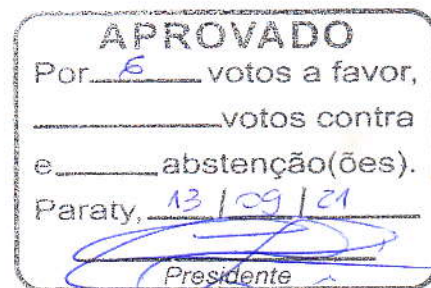 APROVADO
Por 6 votos a favor,
votos contra
e abstenção(ões).
Paraty, 13 / 09 / 21
Presidente